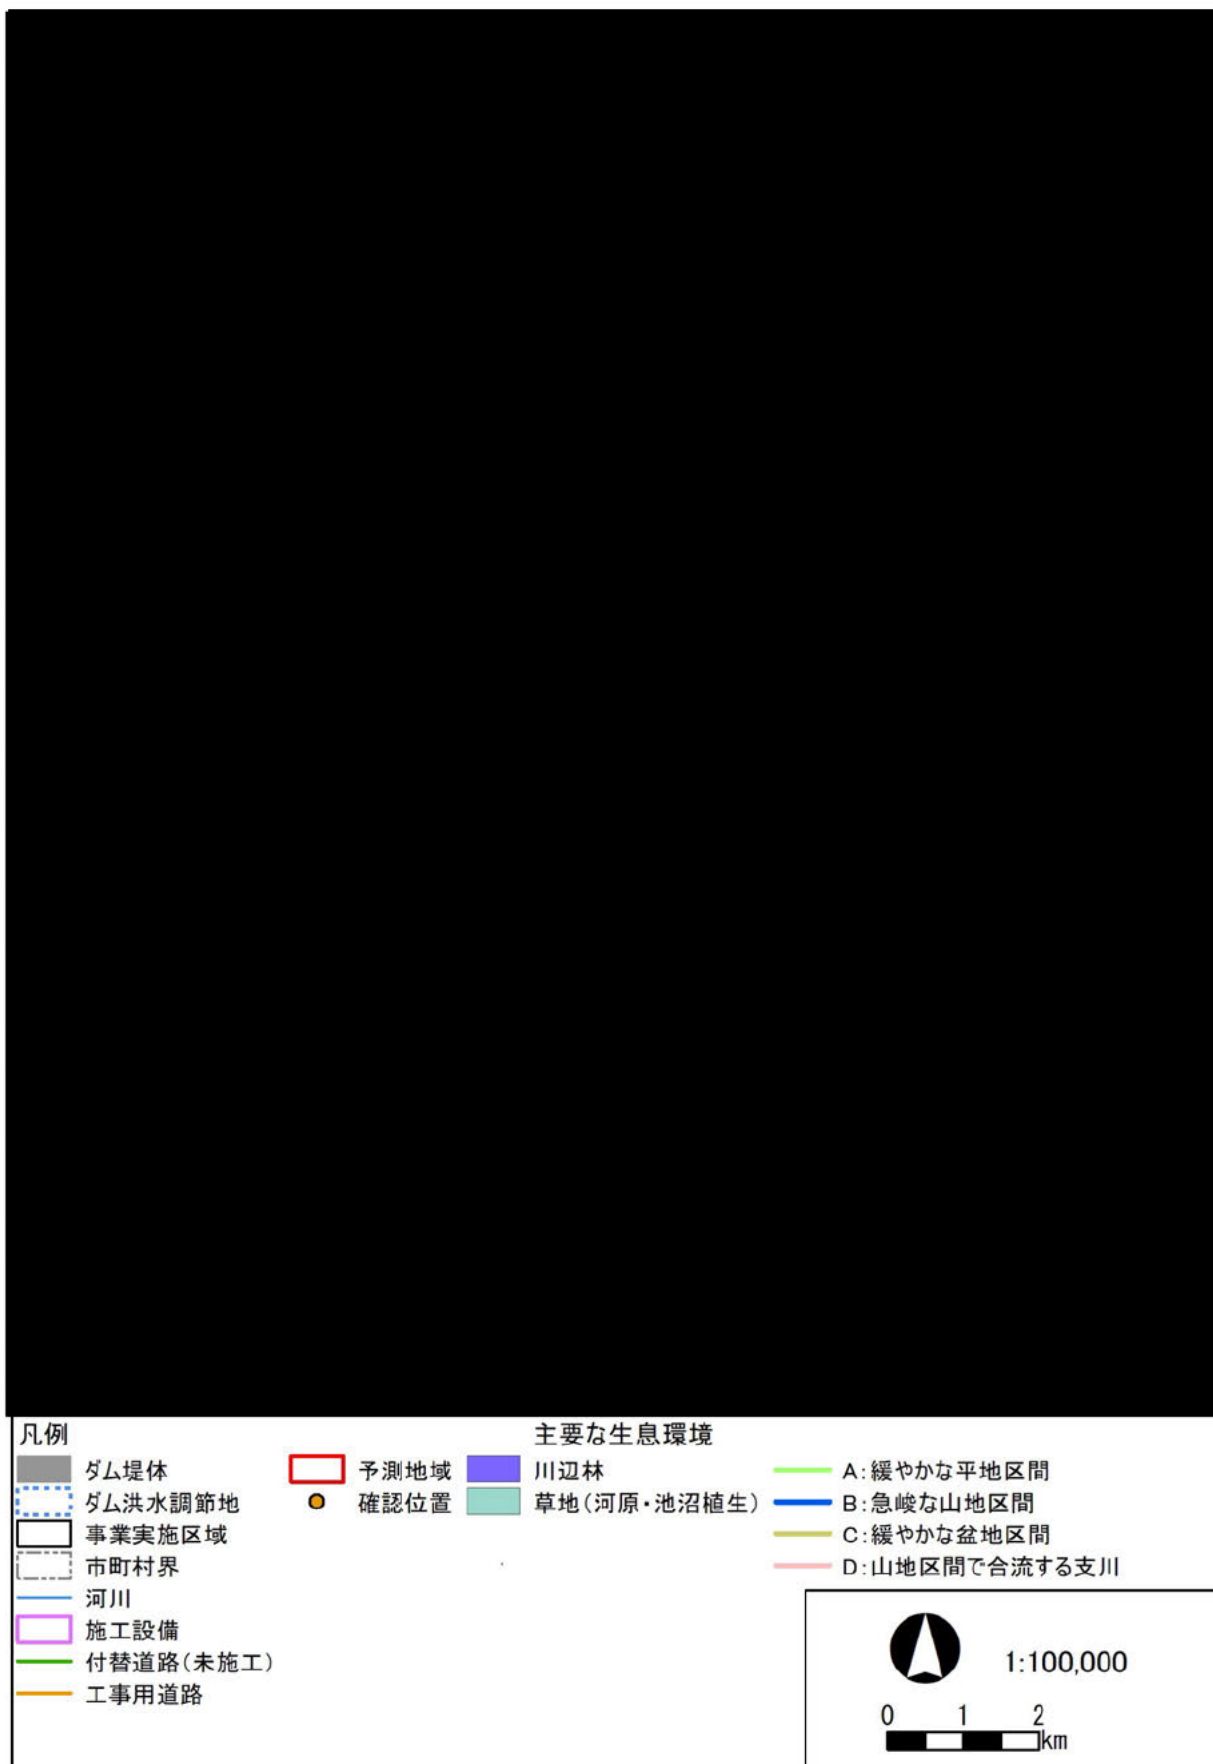 凡例
ダム堤体
ダム洪水調節地
事業実施区域
市町村界
河川
施工設備
付替道路(未施工)
工事用道路
予測地域
確認位置
主要な生息環境
川辺林
草地(河原・池沼植生)
A:緩やかな平地区間
B:急峻な山地区間
C:緩やかな盆地区間
D:山地区間で合流する支川
1:100,000
0 1 2
km